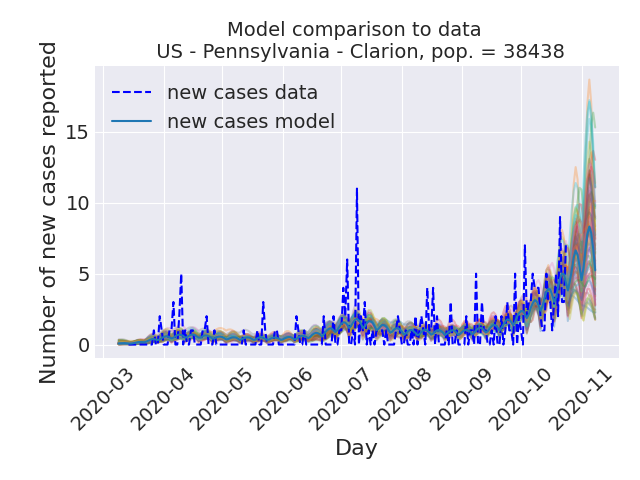 Model comparison to data
US - Pennsylvania - Clarion, pop. = 38438
Number of new cases reported
new cases data
new cases model
15
10
5
0
2020-03
2020-04
2020-05
2020-06
2020-07
2020-08
2020-09
2020-10
2020-11
Day